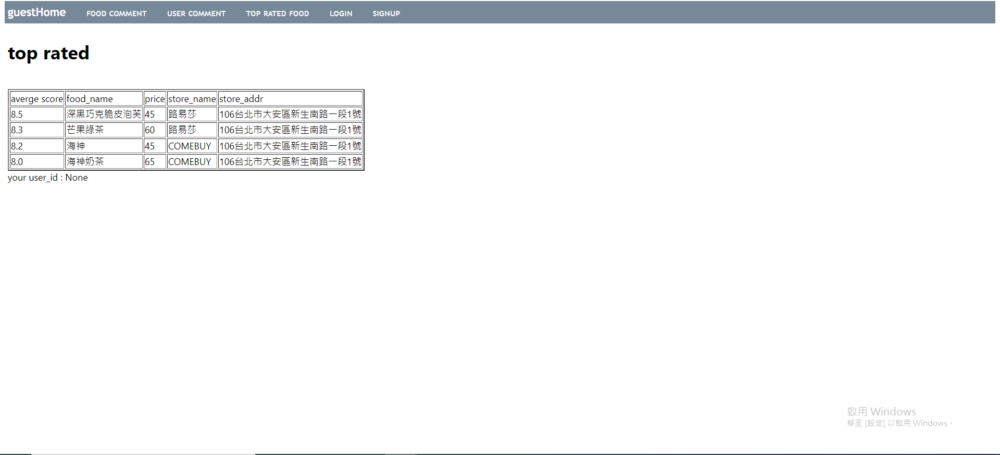 guestHome FOOD COMMENT USER COMMENT TOP RATED FOOD LOGIN SIGNUP
top rated
averge score food_name price store_name store_addr
8.5 深黑巧克脆皮泡芙 45 路易莎 106台北市大安區新生南路一段1號
8.3 芒果綠茶 60 路易莎 106台北市大安區新生南路一段1號
8.2 海神 45 COMEBUY 106台北市大安區新生南路一段1號
8.0 海神奶茶 65 COMEBUY 106台北市大安區新生南路一段1號
your user_id : None
啟用 Windows
移至 [設定] 以啟用 Windows。